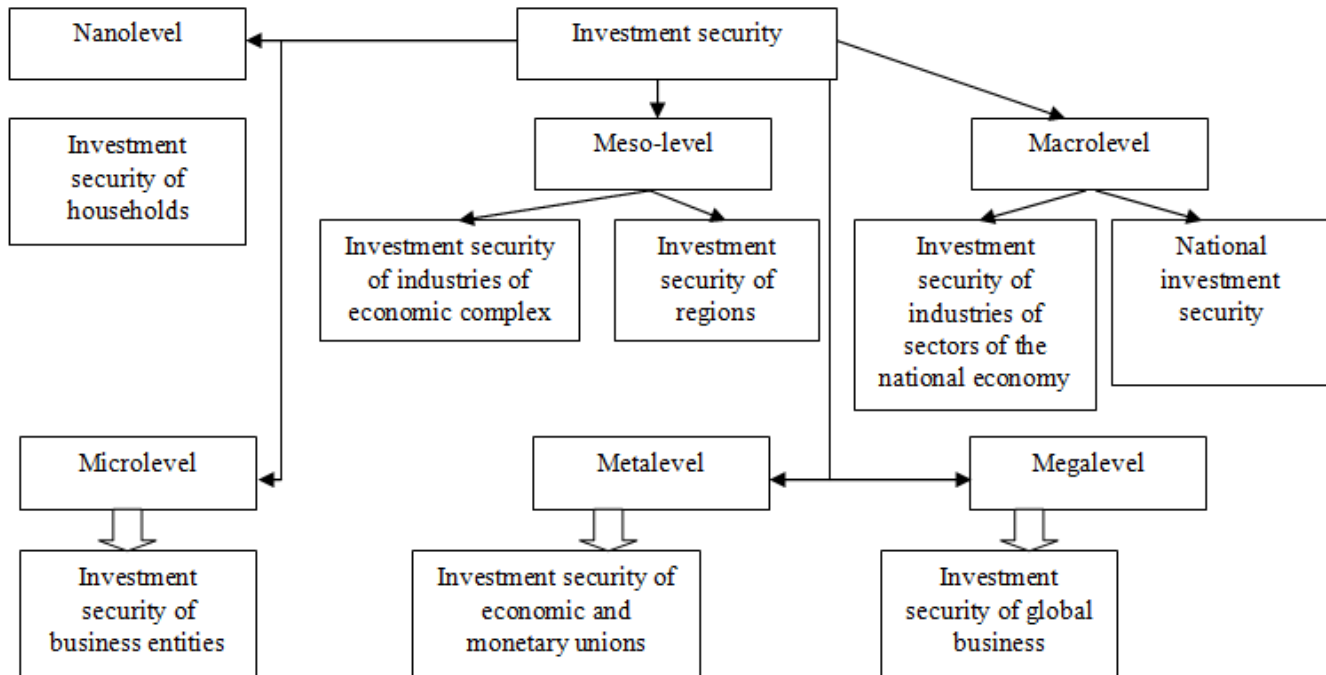 Nanolevel
Investment security
Investment
security of
households
Meso-level
Macrolevel
Investment security
of industries of
economic complex
Investment
security of
regions
Investment
security of
industries of
sectors of the
national economy
National
investment
security
Microlevel
Metalevel
Megalevel
Investment
security of
business entities
Investment security of
economic and
monetary unions
Investment
security of global
business